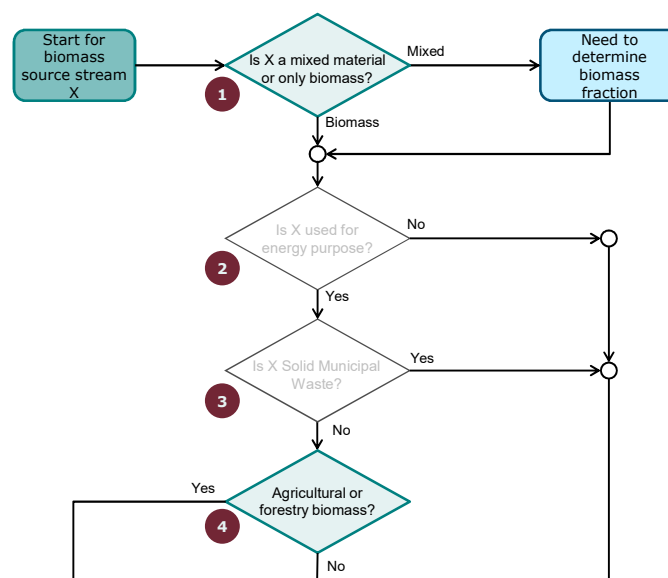 Start for
biomass
source stream
X
Is X a mixed material
or only biomass?
Mixed
Need to
determine
biomass
fraction
1
Biomass
Is X used for
energy purpose?
No
2
Yes
Is X Solid Municipal
Waste?
Yes
3
No
Yes
Agricultural or
forestry biomass?
4
No